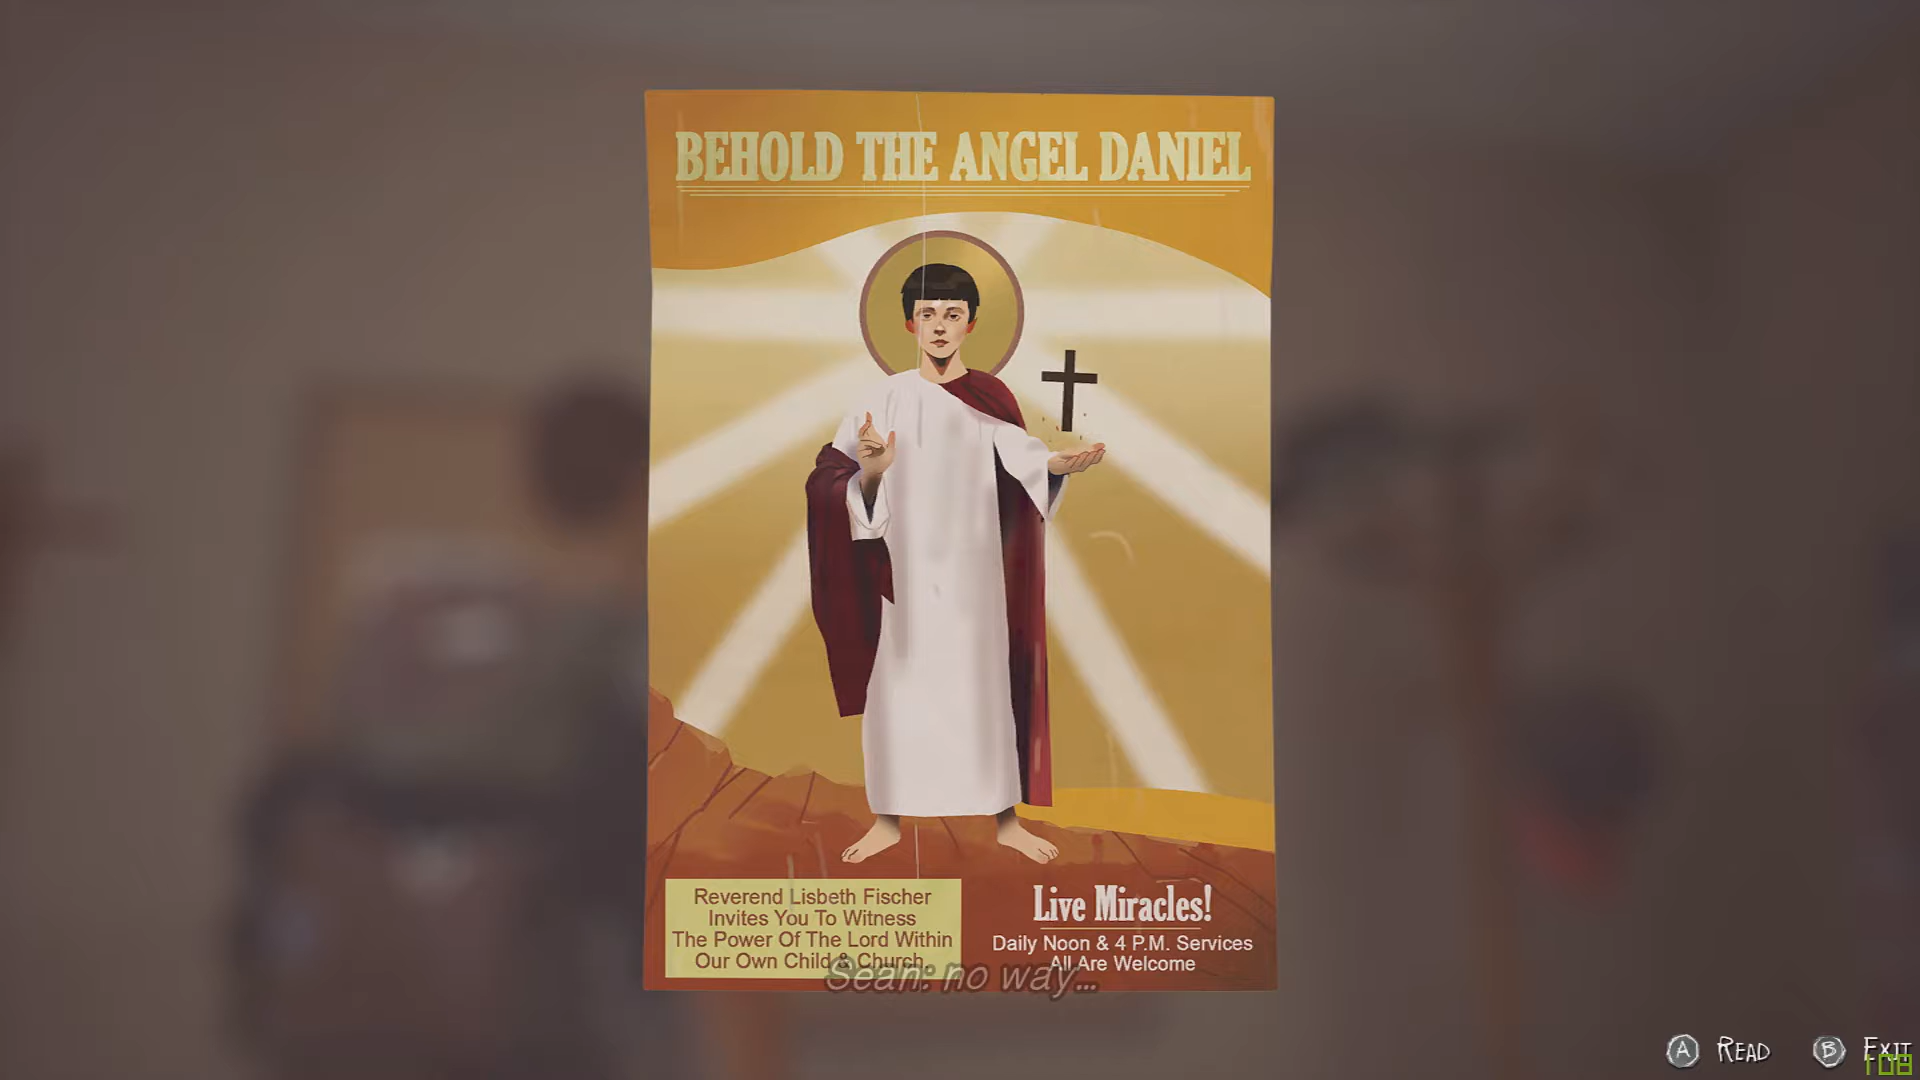 BEHOLD THE ANGEL DANIEL
Reverend Lisbeth Fischer
Invites You To Witness
The Power Of The Lord Within
Our Own Child & Church.
Live Miracles!
Daily Noon & 4 P.M. Services
All Are Welcome
Sean: no way...
A READ B EXIT
108